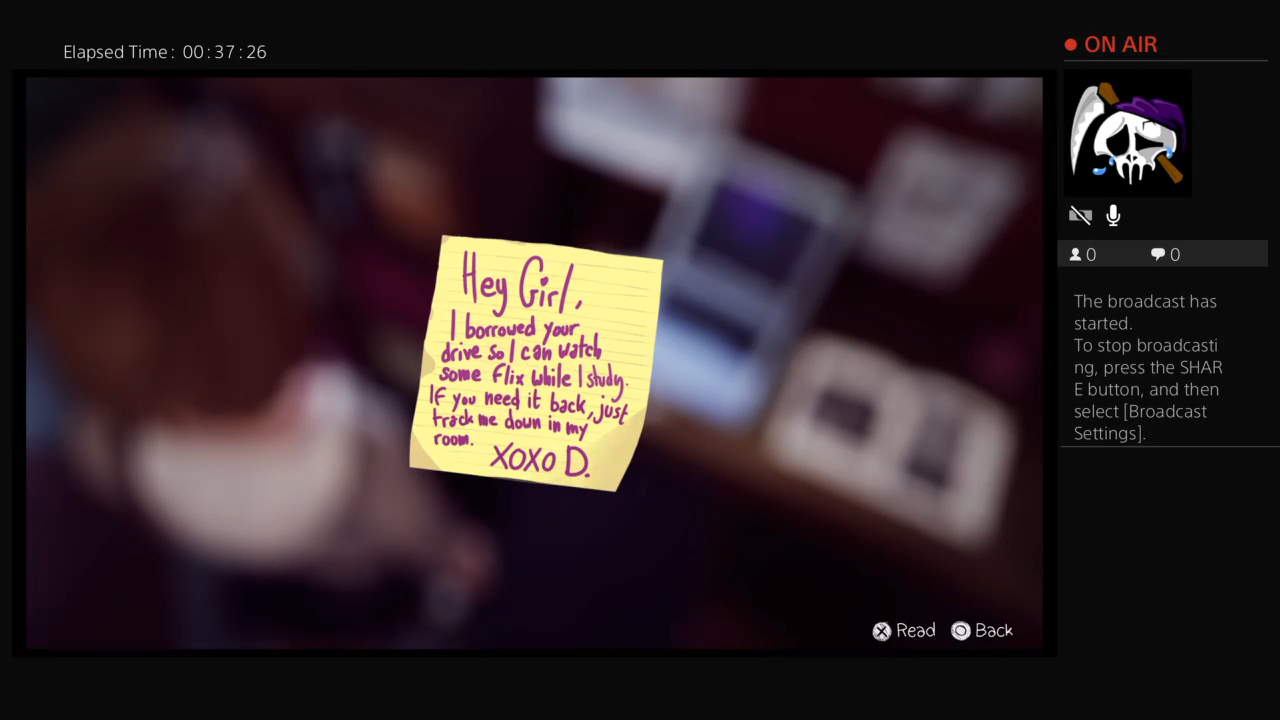 Elapsed Time: 00:37:26
ON AIR
0
0
Hey Girl,
I borrowed your
drive so I can watch
some Flix while I study.
If you need it back, just
track me down in my
room.
XOXO D.
The broadcast has
started.
To stop broadcasti
ng, press the SHAR
E button, and then
select [Broadcast
Settings].
Read
Back